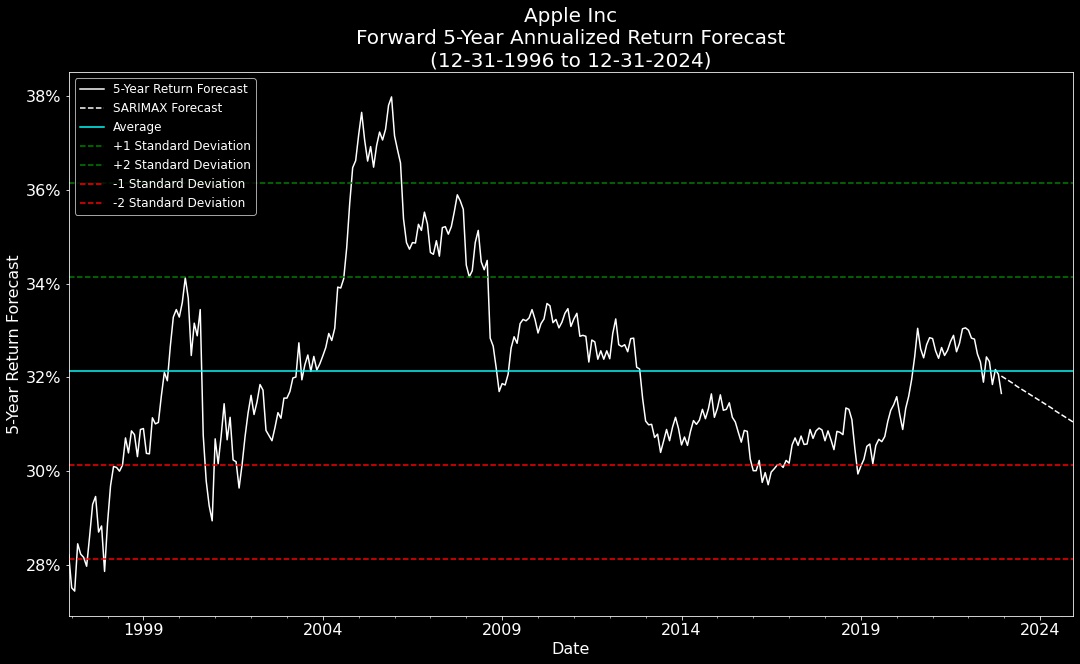 Apple Inc
Forward 5-Year Annualized Return Forecast
(12-31-1996 to 12-31-2024)
5-Year Return Forecast
SARIMAX Forecast
Average
+1 Standard Deviation
+2 Standard Deviation
-1 Standard Deviation
-2 Standard Deviation
38%
36%
34%
32%
30%
28%
5-Year Return Forecast
1999
2004
2009
2014
2019
2024
Date